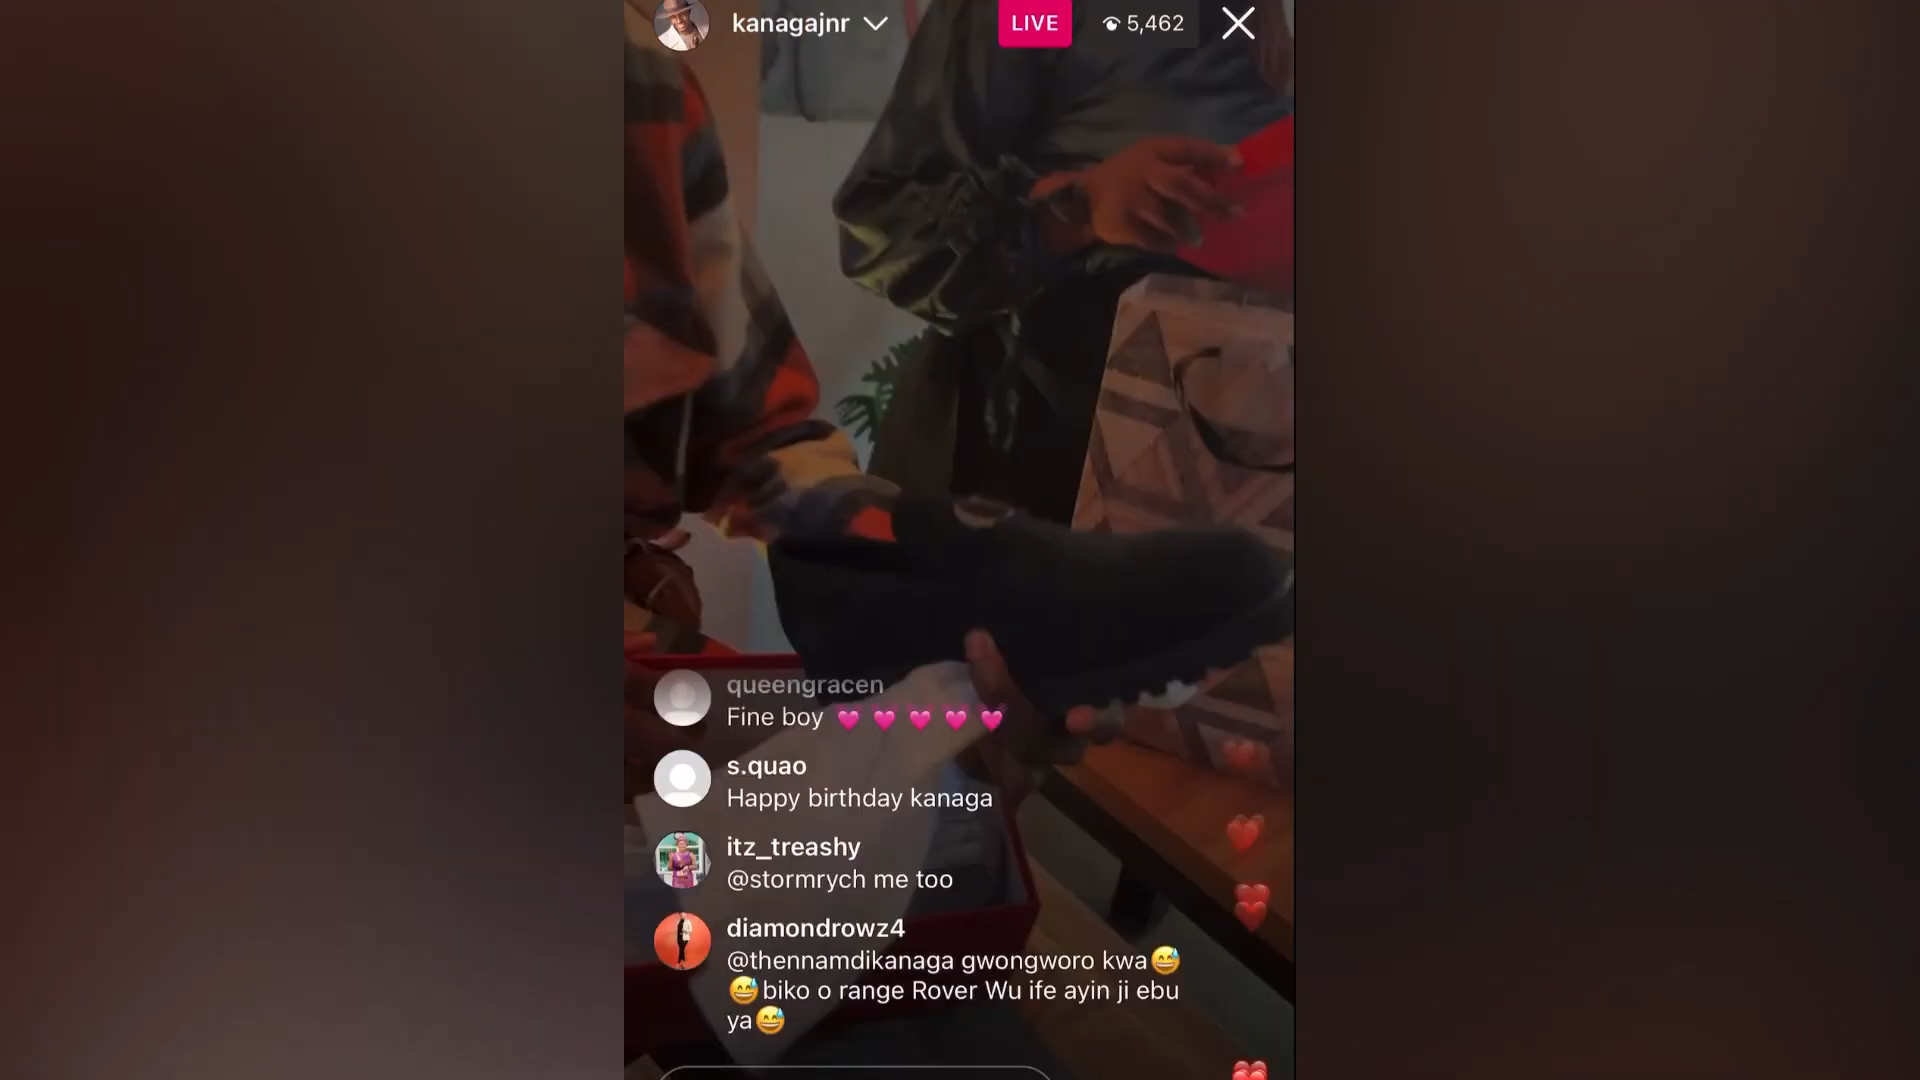 kanagajnr
LIVE
5,462
queengracen
Fine boy 💗 💗 💗 💗 💗
s.quao
Happy birthday kanaga
itz_treashy
@stormrych me too
diamondrowz4
@thennamdikanaga gwongworo kwa😅
😅biko o range Rover Wu ife ayin ji ebu
ya😅